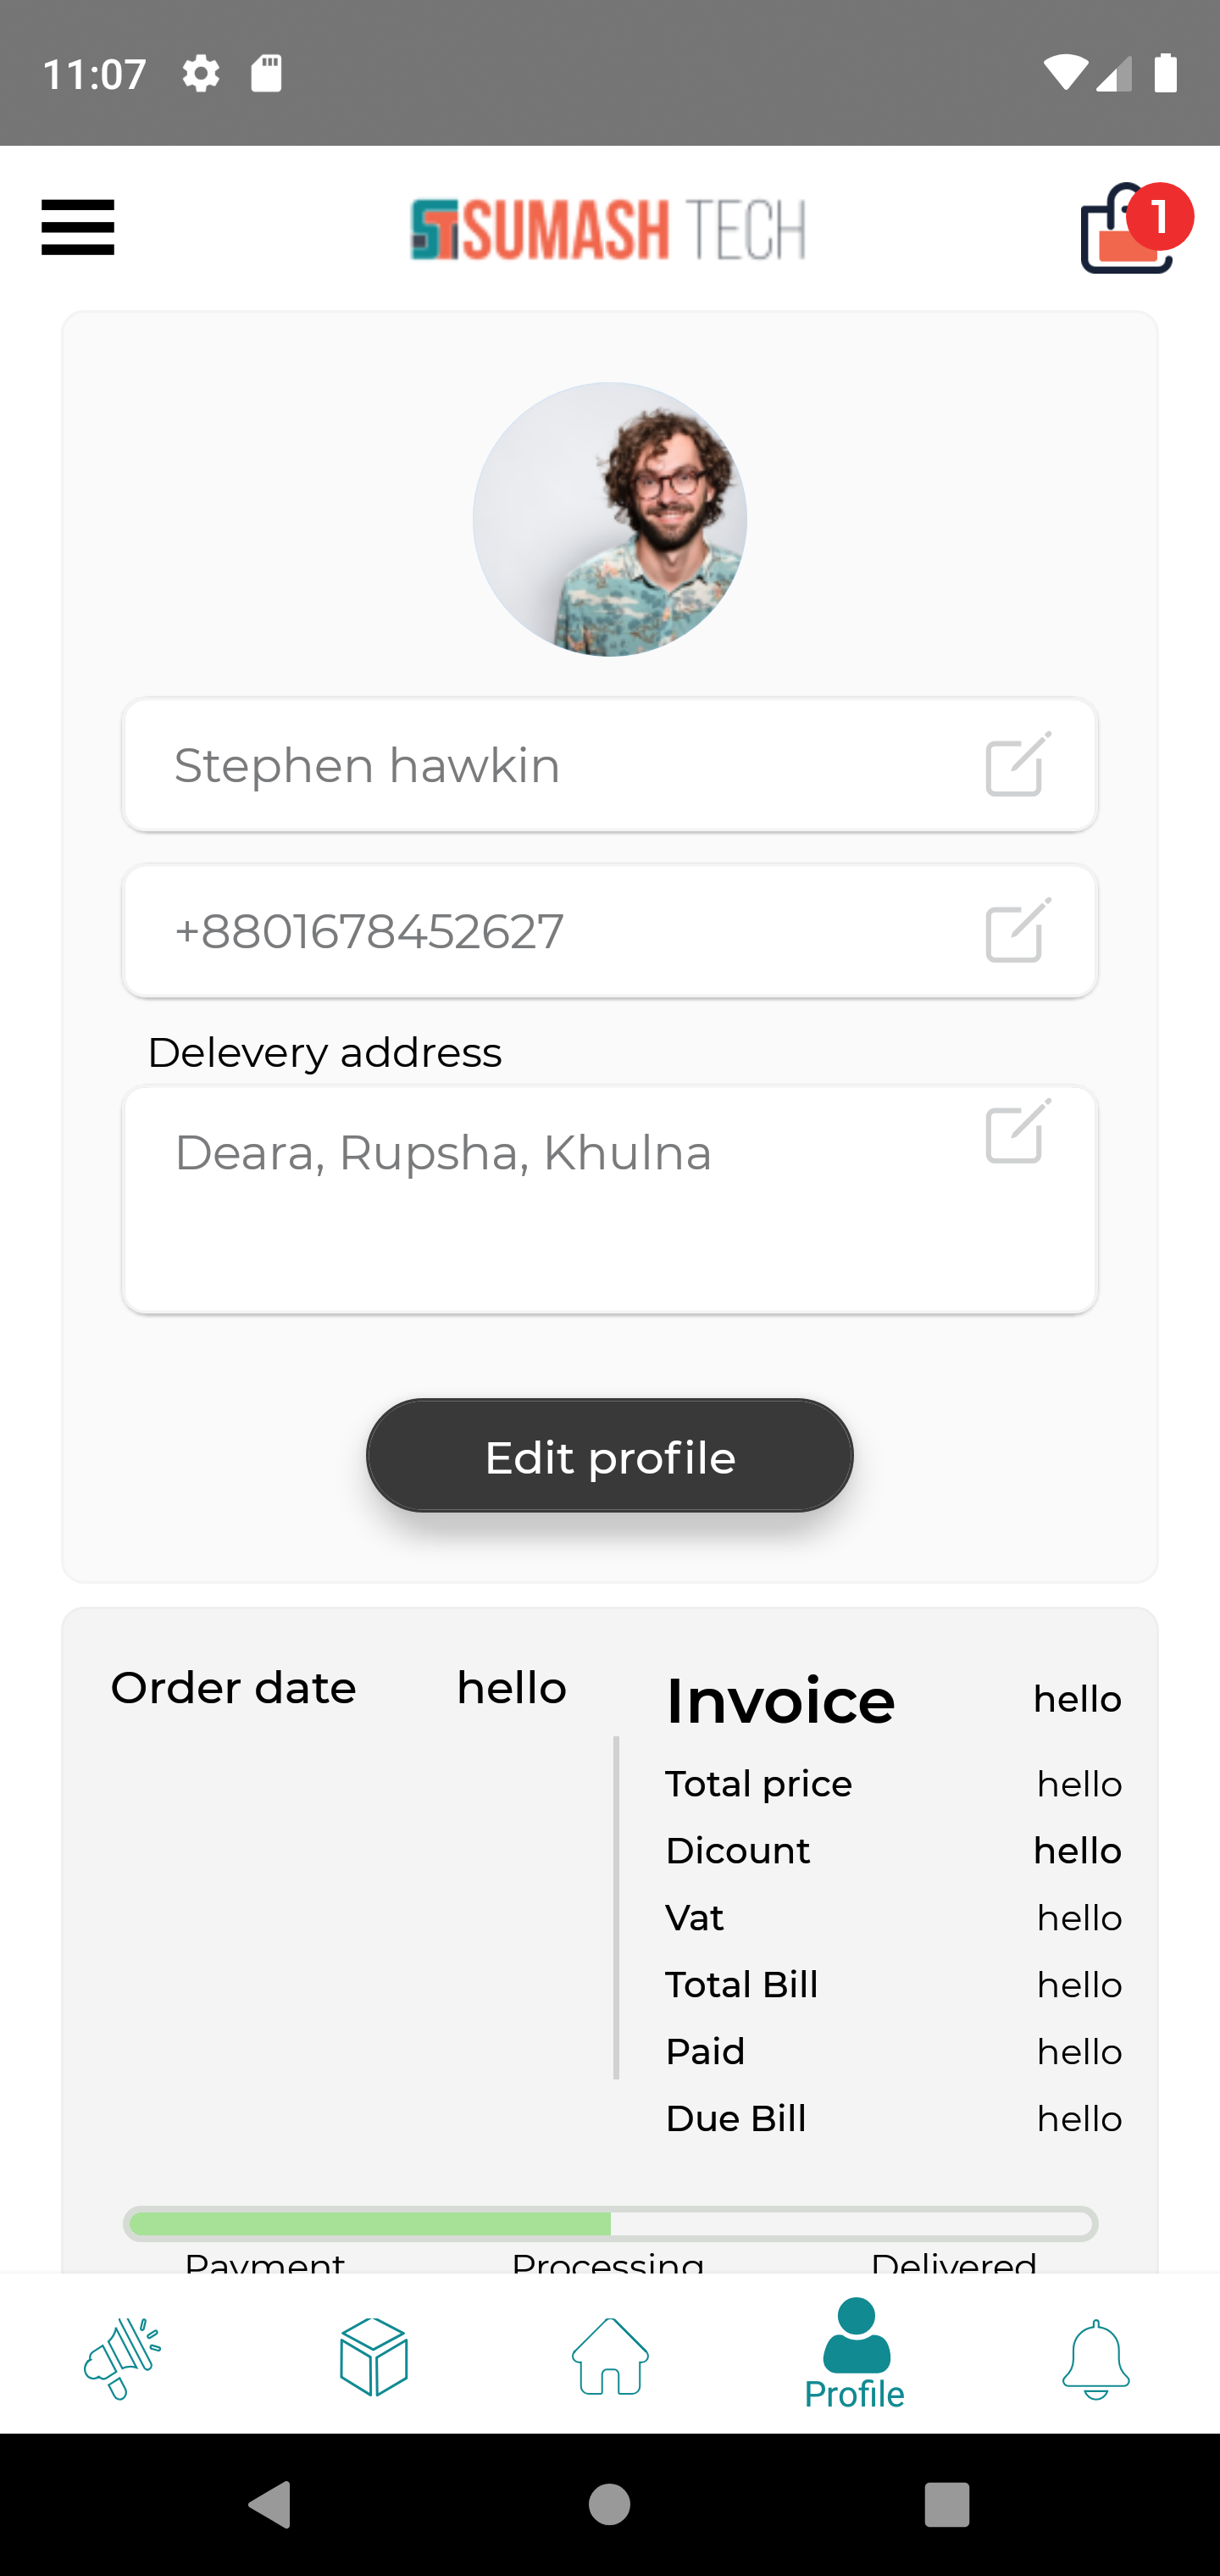 11:07
SUMASH TECH
1
Stephen hawkin
+8801678452627
Delevery address
Deara, Rupsha, Khulna
Edit profile
Order date hello
Invoice hello
Total price hello
Dicount hello
Vat hello
Total Bill hello
Paid hello
Due Bill hello
Payment Processing Delivered
Profile